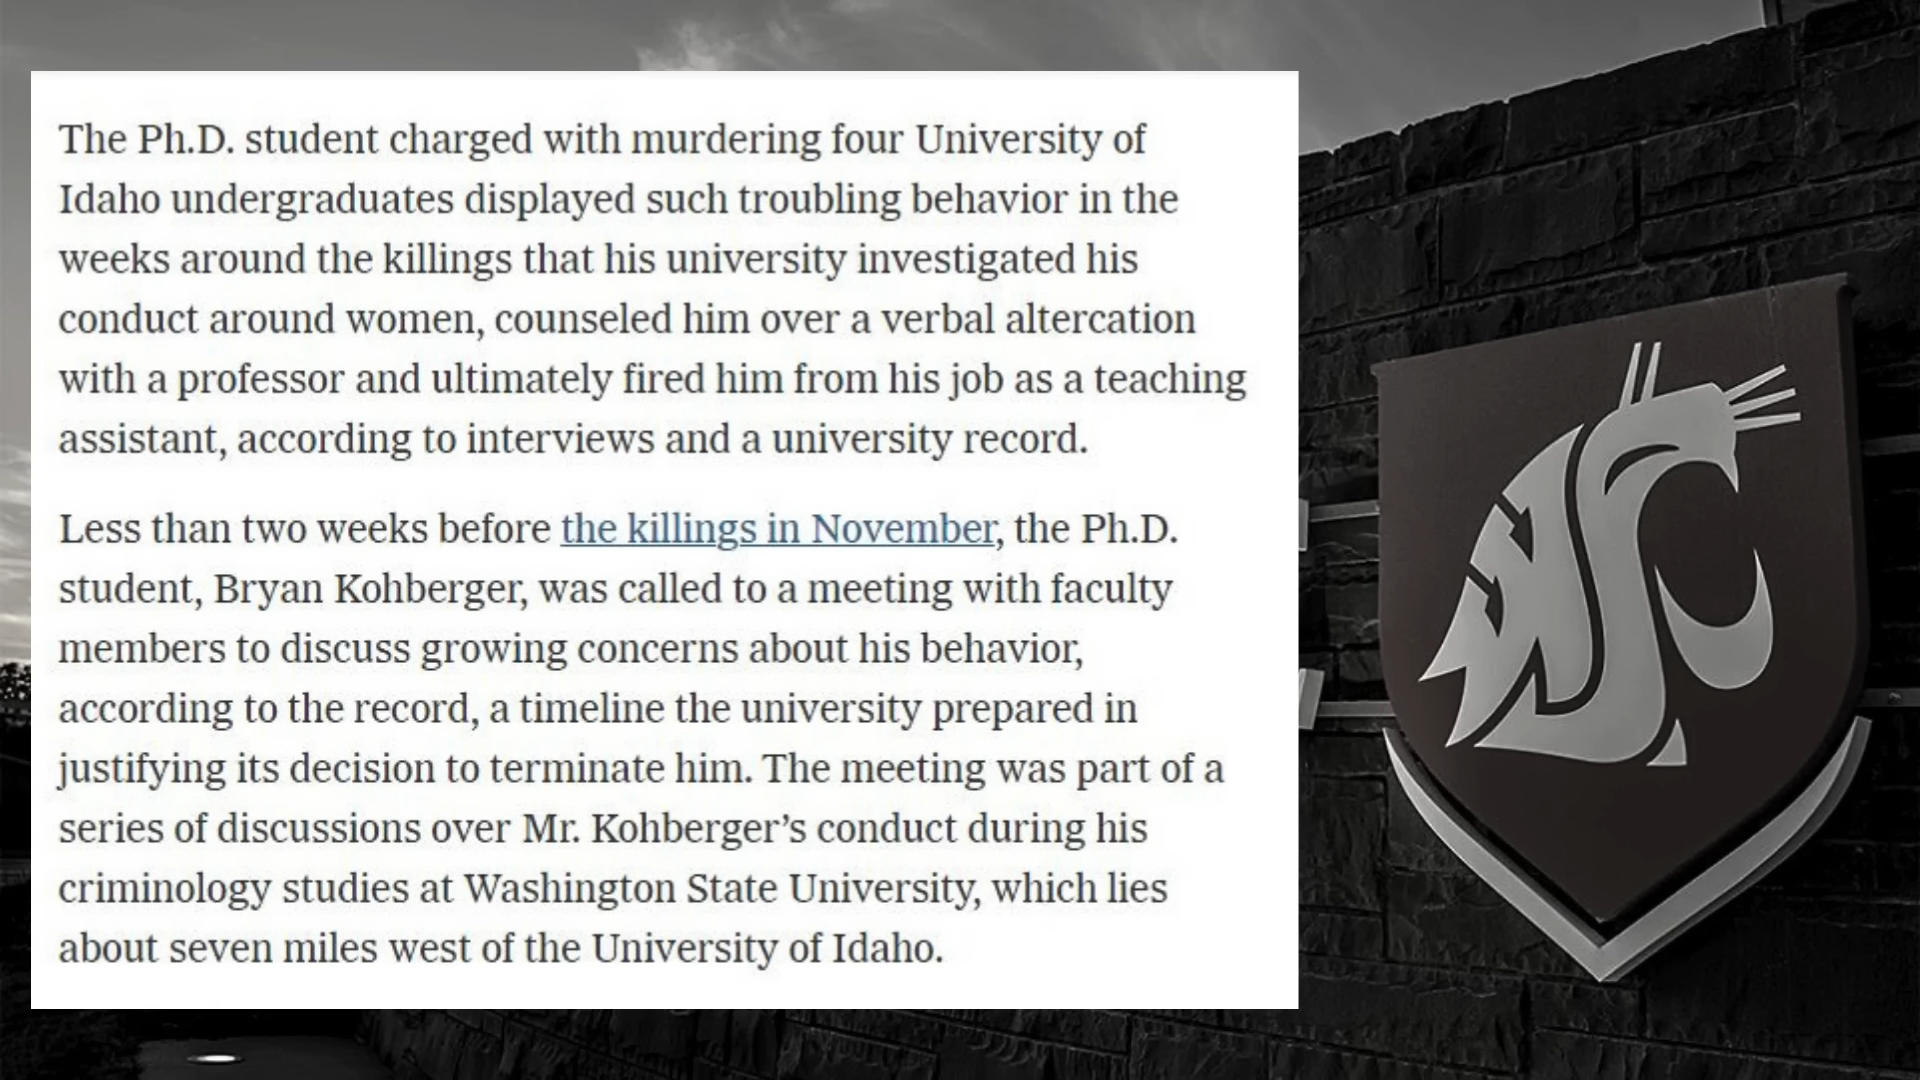 The Ph.D. student charged with murdering four University of
Idaho undergraduates displayed such troubling behavior in the
weeks around the killings that his university investigated his
conduct around women, counseled him over a verbal altercation
with a professor and ultimately fired him from his job as a teaching
assistant, according to interviews and a university record.
Less than two weeks before the killings in November, the Ph.D.
student, Bryan Kohberger, was called to a meeting with faculty
members to discuss growing concerns about his behavior,
according to the record, a timeline the university prepared in
justifying its decision to terminate him. The meeting was part of a
series of discussions over Mr. Kohberger’s conduct during his
criminology studies at Washington State University, which lies
about seven miles west of the University of Idaho.